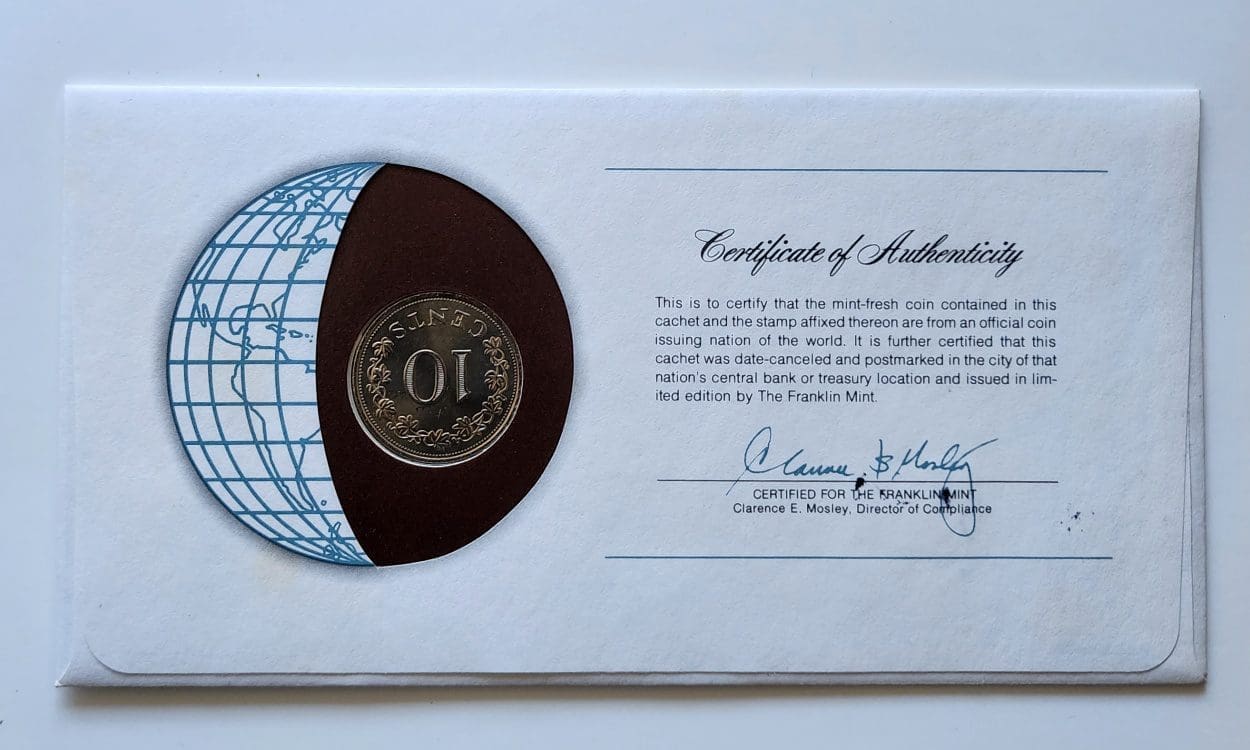 10
CENTS
Certificate of Authenticity
This is to certify that the mint-fresh coin contained in this
cachet and the stamp affixed thereon are from an official coin
issuing nation of the world. It is further certified that this
cachet was date-canceled and postmarked in the city of that
nation's central bank or treasury location and issued in lim-
ited edition by The Franklin Mint.
Clarence E. Mosley
CERTIFIED FOR THE FRANKLIN MINT
Clarence E. Mosley, Director of Compliance